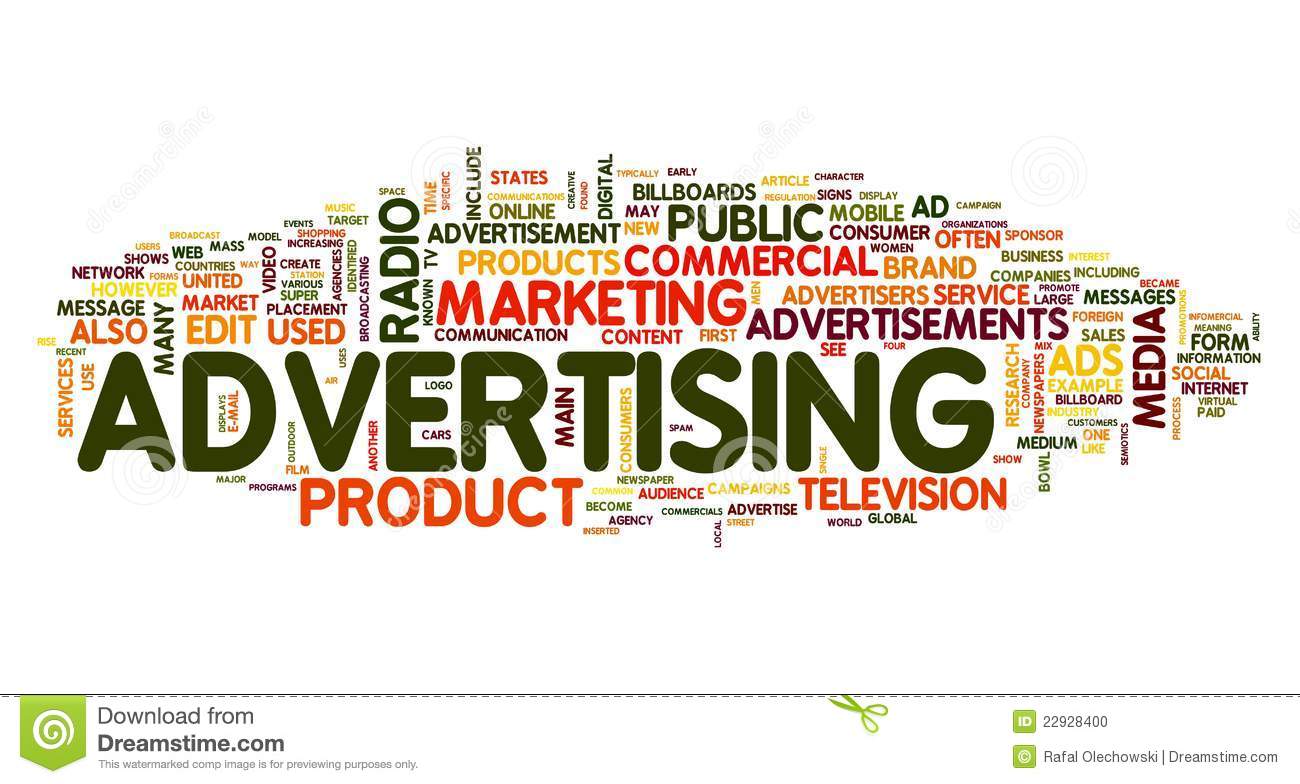 INCLUDE
STATES
CREATIVE
FOUND
DIGITAL
TYPICALLY
EARLY
ARTICLE
CHARACTER
SPACE
TIME
SPECIFIC
COMMUNICATIONS
ONLINE
BILLBOARDS
REGULATION
SIGNS
DISPLAY
MUSIC
TARGET
RADIO
ADVERTISEMENT
MAY
NEW
PUBLIC
MOBILE
AD
CAMPAIGN
EVENTS
SHOPPING
CONSUMER
ORGANIZATIONS
BROADCAST
MODEL
INCREASING
OFTEN
SPONSOR
USERS
WEB
MASS
VIDEO
AGENCIES
IDENTIFIED
TV
PRODUCTS
COMMERCIAL
WOMEN
BRAND
BUSINESS
INTEREST
SHOWS
COUNTRIES
WAY
CREATE
NETWORK
FORMS
UNITED
STATION
VARIOUS
BROADCASTING
KNOWN
COMPANIES
INCLUDING
HOWEVER
MARKET
SUPER
MARKETING
MEN
ADVERTISERS
SERVICE
PROMOTE
LARGE
MESSAGES
BECAME
MESSAGE
MANY
PLACEMENT
ALSO
EDIT
USED
COMMUNICATION
CONTENT
FIRST
ADVERTISEMENTS
FOREIGN
MEDIA
PROMOTIONS
INFOMERCIAL
MEANING
ABILITY
RISE
RECENT
SEE
FOUR
SALES
FORM
INFORMATION
SERVICES
USE
USES
ADVERTISING
RESEARCH
COMPANY
MIX
NEWSPAPERS
ADS
SOCIAL
AIR
LOGO
EXAMPLE
INTERNET
DISPLAYS
E-MAIL
MAIN
CONSUMERS
BILLBOARD
VIRTUAL
INDUSTRY
PAID
PROCESS
OUTDOOR
ANOTHER
CARS
SPAM
CUSTOMERS
ONE
SEMIOTICS
MEDIUM
LIKE
FILM
SINGLE
SHOW
BOWL
MAJOR
PROGRAMS
PRODUCT
NEWSPAPER
COMMON
AUDIENCE
CAMPAIGNS
TELEVISION
BECOME
COMMERCIALS
ADVERTISE
AGENCY
STREET
WORLD
GLOBAL
INSERTED
LOCAL
dreamstime
dreamstime
dreamstime
dreamstime
Download from
Dreamstime.com
This watermarked comp image is for previewing purposes only.
ID 22928400
© Rafal Olechowski | Dreamstime.com